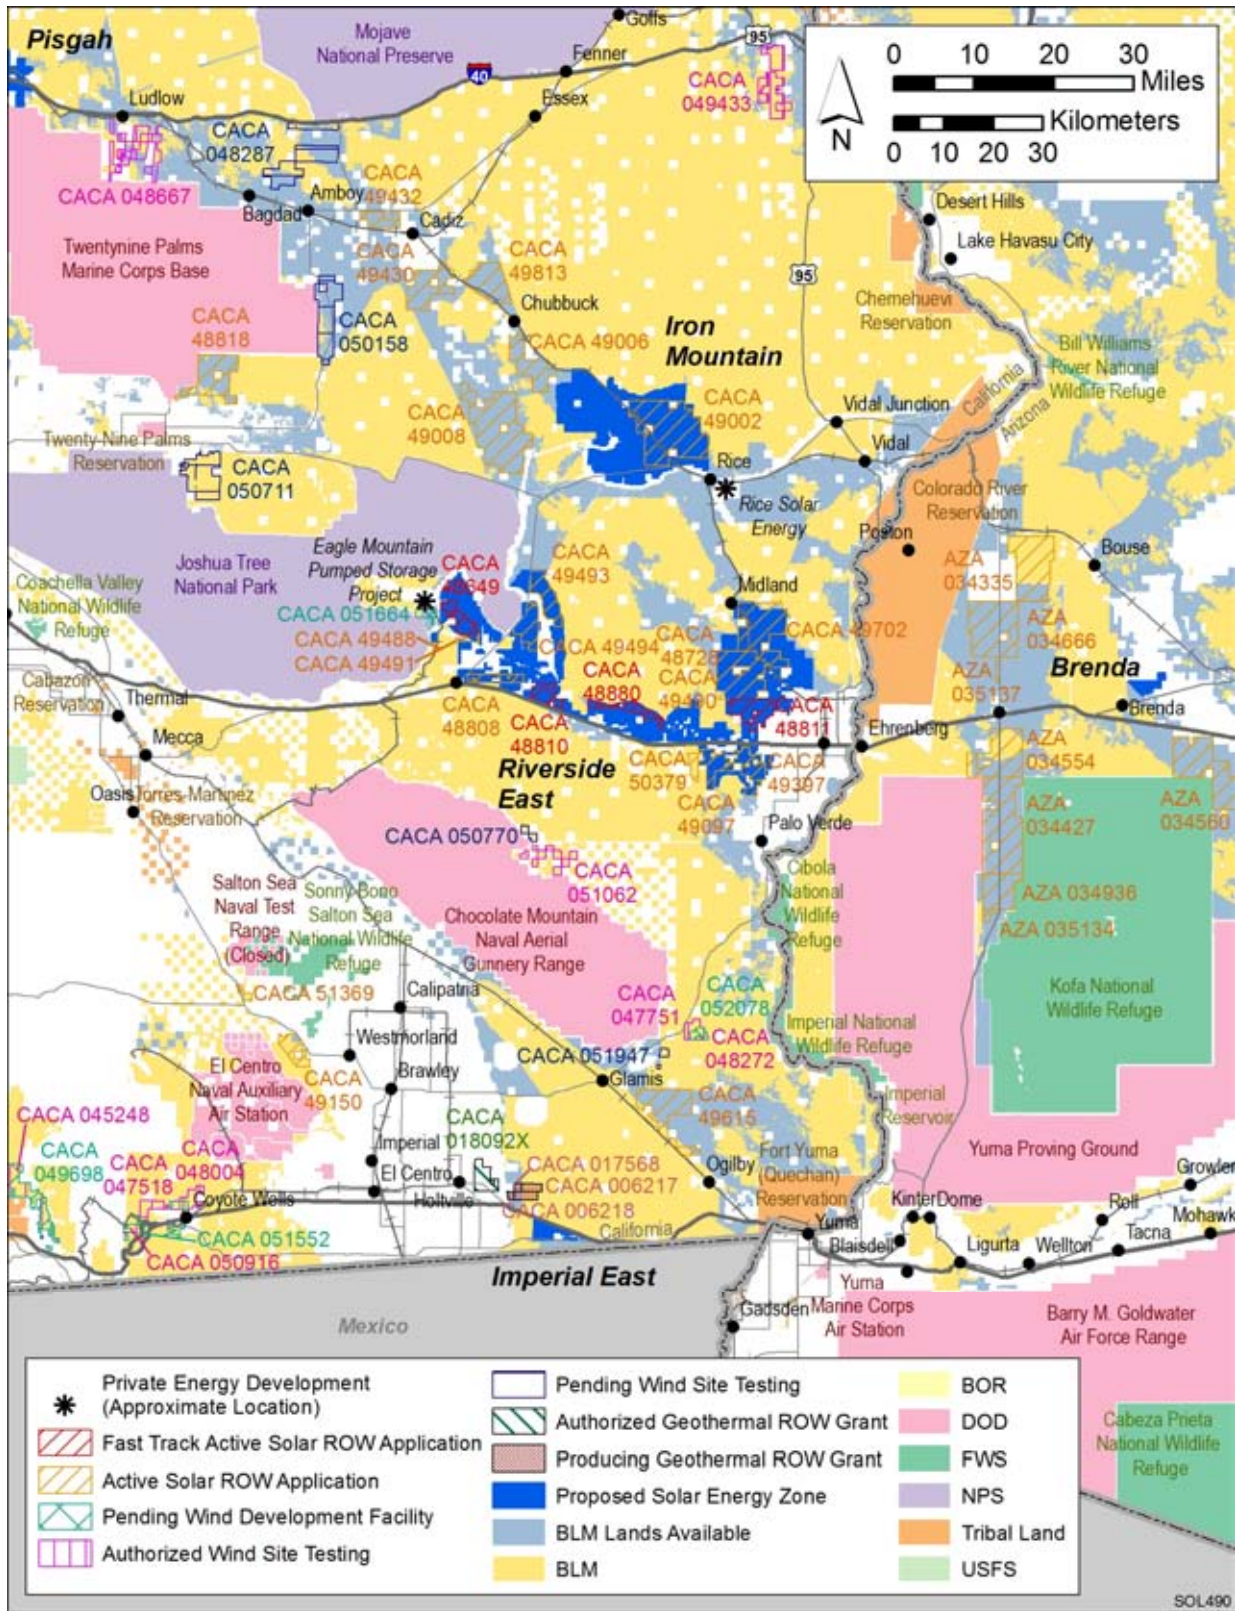 Pisgah
Mojave
National Preserve
Goffs
95
Fenner
40
Ludlow
Essex
CACA
049433
0 10 20 30
Miles
Kilometers
0 10 20 30
N
CACA
048287
CACA 048667
Amboy
Bagdad
CACA
49432
Cadiz
Desert Hills
Lake Havasu City
Twentynine Palms
Marine Corps Base
CACA
49430
CACA
49813
95
Chemehuevi
Reservation
CACA
48818
CACA
050158
Chubbuck
CACA 49006
Iron
Mountain
Bill Williams
River National
Wildlife Refuge
California
Arizona
CACA
49008
CACA
49002
Vidal Junction
Vidal
Twenty-Nine Palms
Reservation
CACA
050711
Rice
Rice Solar
Energy
Colorado River
Reservation
Poston
Bouse
Joshua Tree
National Park
Eagle Mountain
Pumped Storage
Project
CACA
48649
CACA
49493
Midland
AZA
034335
Coachella Valley
National Wildlife
Refuge
CACA 051664
CACA 49488
CACA 49491
CACA 49494
CACA
48728
CACA 49702
AZA
034666
Cabazon
Reservation
Thermal
CACA
48808
CACA
48880
CACA
49490
AZA
035137
Brenda
Brenda
Mecca
CACA
48810
CACA
48811
Ehrenberg
Riverside
East
CACA
50379
CACA
49397
AZA
034554
Oasis
Torres-Martinez
Reservation
CACA
49097
Palo Verde
AZA
034427
AZA
034560
CACA 050770
CACA
051062
Cibola
National
Wildlife
Refuge
Salton Sea
Naval Test
Range
(Closed)
Sonny Bono
Salton Sea
National Wildlife
Refuge
Chocolate Mountain
Naval Aerial
Gunnery Range
AZA 034936
AZA 035134
Kofa National
Wildlife Refuge
CACA 51369
Calipatria
CACA
047751
CACA
052078
Imperial National
Wildlife Refuge
Westmorland
CACA 051947
CACA
048272
El Centro
Naval Auxiliary
Air Station
CACA
49150
Brawley
Glamis
CACA
49615
Imperial
Reservoir
CACA 045248
CACA
049698
CACA
047518
CACA
048004
Imperial
CACA
018092X
Yuma Proving Ground
El Centro
Holtville
CACA 017568
CACA 006217
CACA 006218
Ogilby
Fort Yuma
(Quechan)
Reservation
Growler
Coyote Wells
Kinter
Dome
Roll
Mohawk
CACA 051552
CACA 050916
California
Yuma
Blaisdell
Ligurta
Wellton
Tacna
Imperial East
Yuma
Marine Corps
Air Station
Gadsden
Mexico
Barry M. Goldwater
Air Force Range
Cabeza Prieta
National Wildlife
Refuge
Private Energy Development
(Approximate Location)
Fast Track Active Solar ROW Application
Active Solar ROW Application
Pending Wind Development Facility
Authorized Wind Site Testing
Pending Wind Site Testing
Authorized Geothermal ROW Grant
Producing Geothermal ROW Grant
Proposed Solar Energy Zone
BLM Lands Available
BLM
BOR
DOD
FWS
NPS
Tribal Land
USFS
SOL490